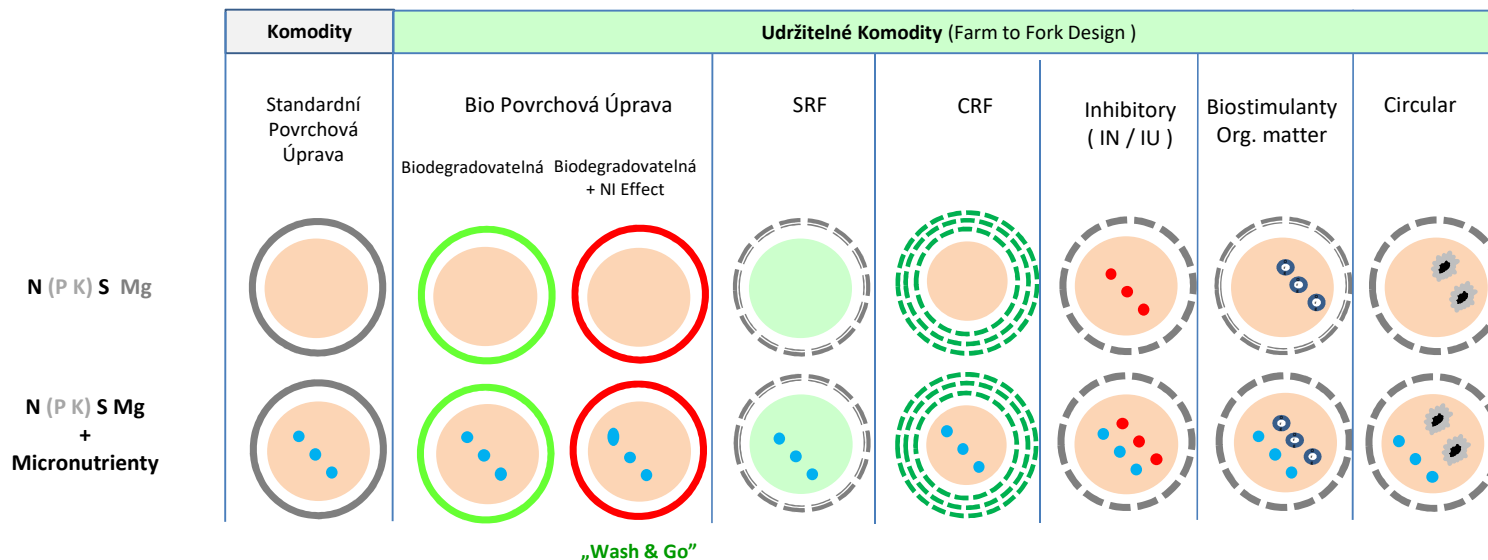 Komodity
Udržitelné Komodity (Farm to Fork Design )
Standardní
Povrchová
Úprava
Bio Povrchová Úprava
Biodegradovatelná
Biodegradovatelná
+ NI Effect
SRF
CRF
Inhibitory
( IN / IU )
Biostimulanty
Org. matter
Circular
N (P K) S Mg
N (P K) S Mg
+
Micronutrienty
„Wash & Go”